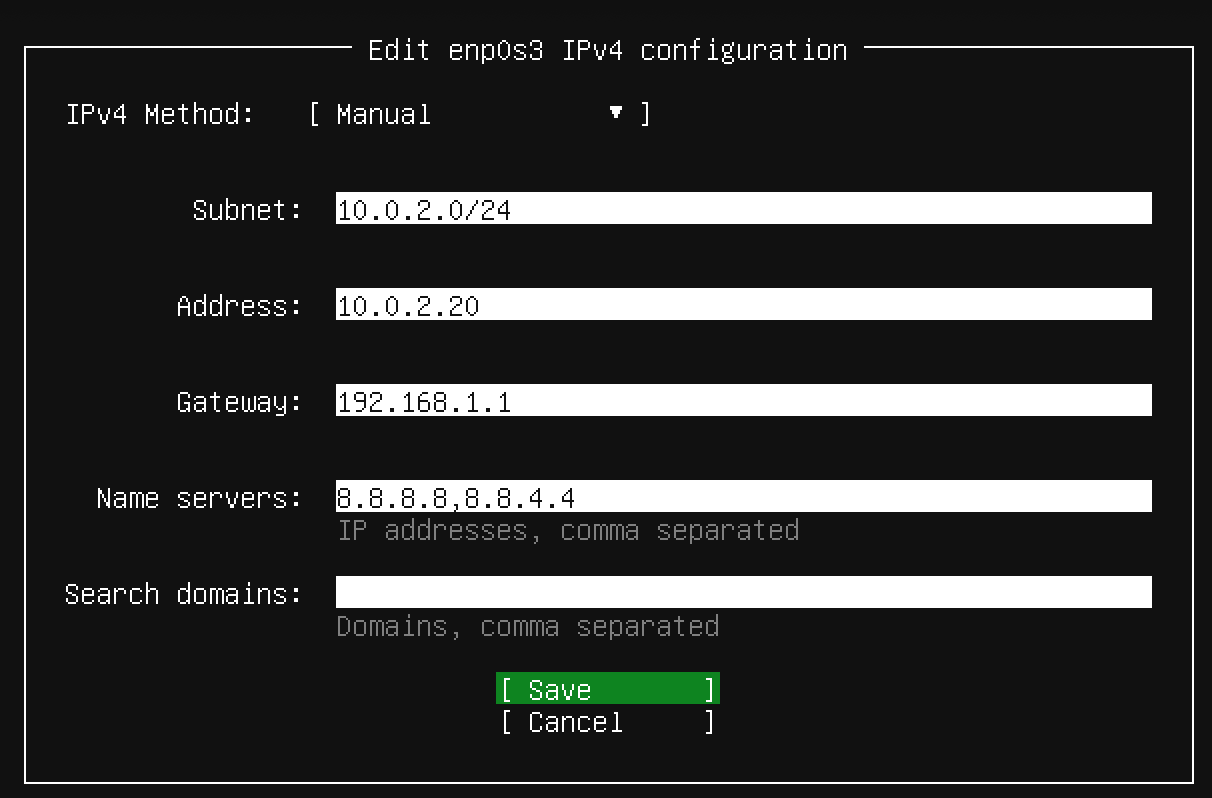 Edit enp0s3 IPv4 configuration
IPv4 Method: [ Manual ▼ ]
Subnet: 10.0.2.0/24
Address: 10.0.2.20
Gateway: 192.168.1.1
Name servers: 8.8.8.8,8.8.4.4
IP addresses, comma separated
Search domains:
Domains, comma separated
[ Save ]
[ Cancel ]